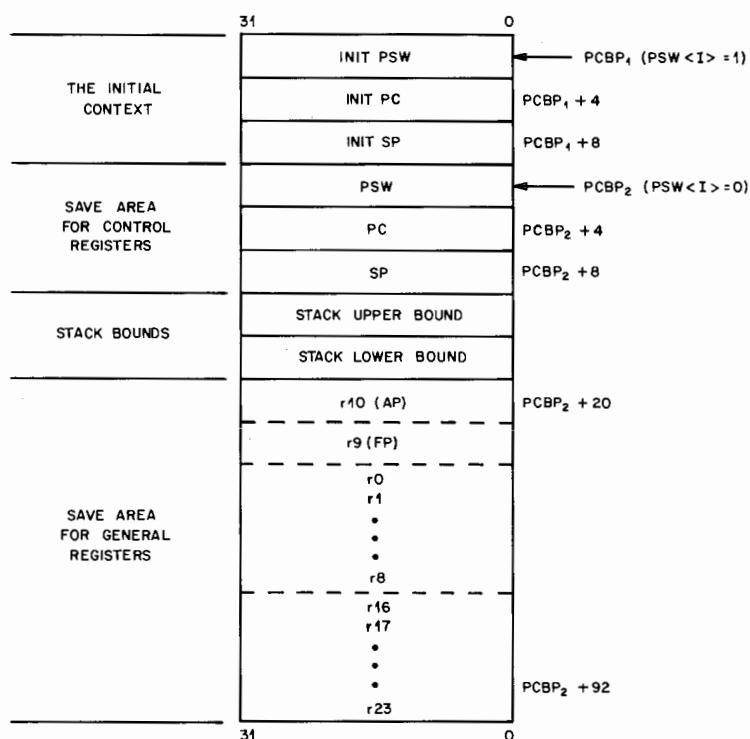 31 0
INIT PSW PCBP₁ (PSW <I> =1)
THE INITIAL
CONTEXT
INIT PC PCBP₁ + 4
INIT SP PCBP₁ + 8
PSW PCBP₂ (PSW<I> =0)
SAVE AREA
FOR CONTROL
REGISTERS
PC PCBP₂ +4
SP PCBP₂ +8
STACK BOUNDS
STACK UPPER BOUND
STACK LOWER BOUND
r10 (AP) PCBP₂ +20
r9 (FP)
SAVE AREA
FOR GENERAL
REGISTERS
r0
r1
•
•
•
r8
r16
r17
•
•
•
r23
PCBP₂ +92
31 0